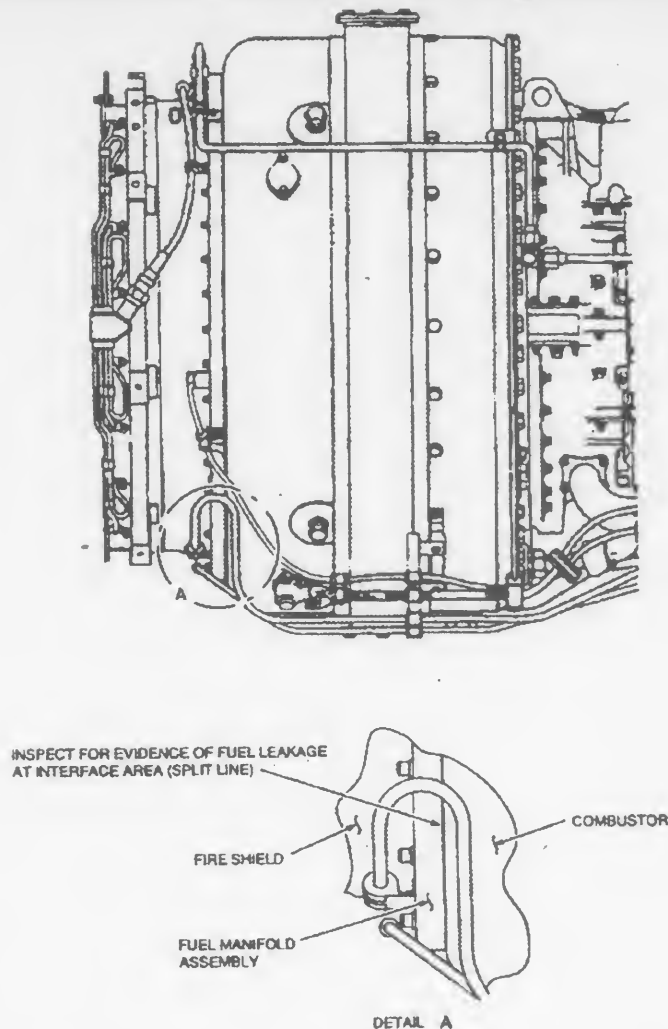 A
INSPECT FOR EVIDENCE OF FUEL LEAKAGE
AT INTERFACE AREA (SPLIT LINE)
COMBUSTOR
FIRE SHIELD
FUEL MANIFOLD
ASSEMBLY
DETAIL A